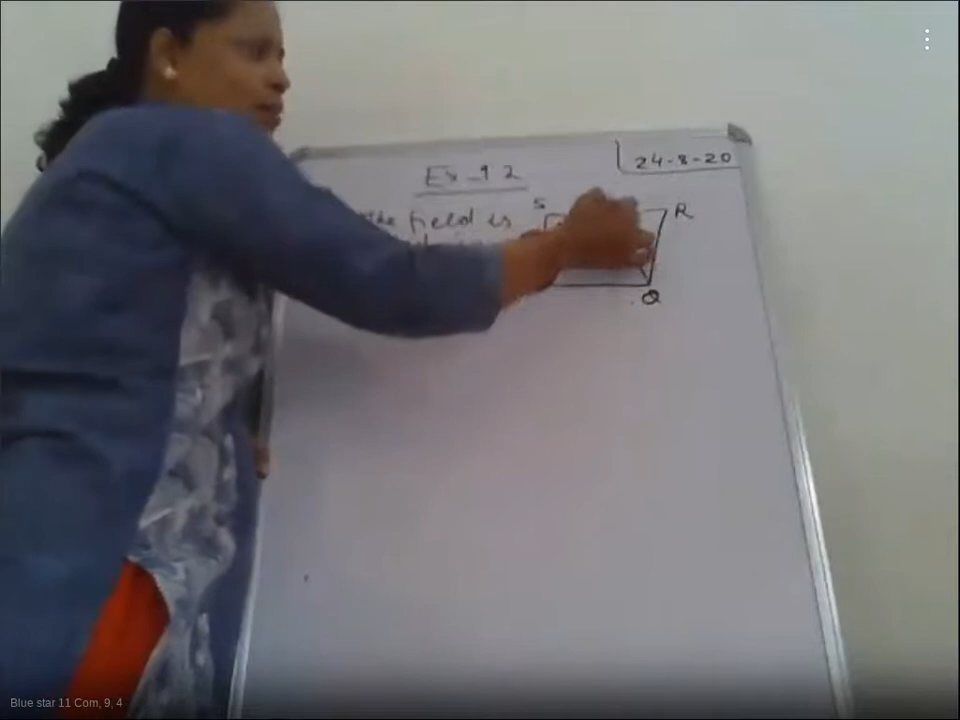 24-8-20
Ex-9.2
the field is
S
R
Q
Blue star 11 Com, 9, 4